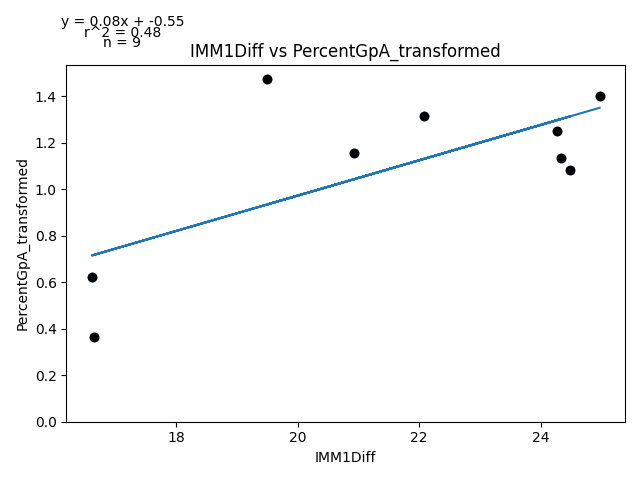 y = 0.08x + -0.55
r^2 = 0.48
n = 9
IMM1Diff vs PercentGpA_transformed
1.4
1.2
1.0
0.8
0.6
0.4
0.2
0.0
PercentGpA_transformed
18
20
22
24
IMM1Diff